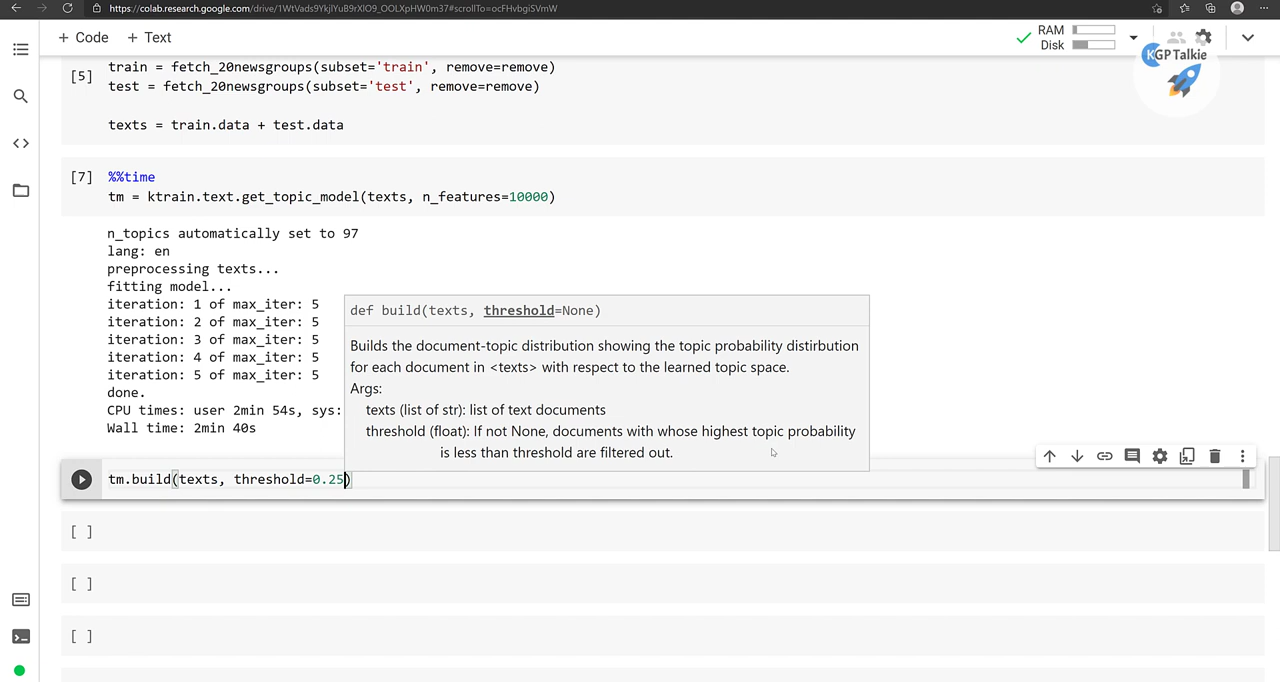 https://colab.research.google.com/drive/1WtVads9YkjlYuB9rXlO9_OOLXpHW0m37#scrollTo=ocFHvbgiSVmW
+ Code + Text
RAM
Disk
KGPTalkie
[5]
train = fetch_20newsgroups(subset='train', remove=remove)
test = fetch_20newsgroups(subset='test', remove=remove)
texts = train.data + test.data
[7] %%time
tm = ktrain.text.get_topic_model(texts, n_features=10000)
n_topics automatically set to 97
lang: en
preprocessing texts...
fitting model...
iteration: 1 of max_iter: 5
iteration: 2 of max_iter: 5
iteration: 3 of max_iter: 5
iteration: 4 of max_iter: 5
iteration: 5 of max_iter: 5
done.
CPU times: user 2min 54s, sys:
Wall time: 2min 40s
def build(texts, threshold=None)
Builds the document-topic distribution showing the topic probability distirbution
for each document in <texts> with respect to the learned topic space.
Args:
texts (list of str): list of text documents
threshold (float): If not None, documents with whose highest topic probability
is less than threshold are filtered out.
tm.build(texts, threshold=0.25)
[ ]
[ ]
[ ]